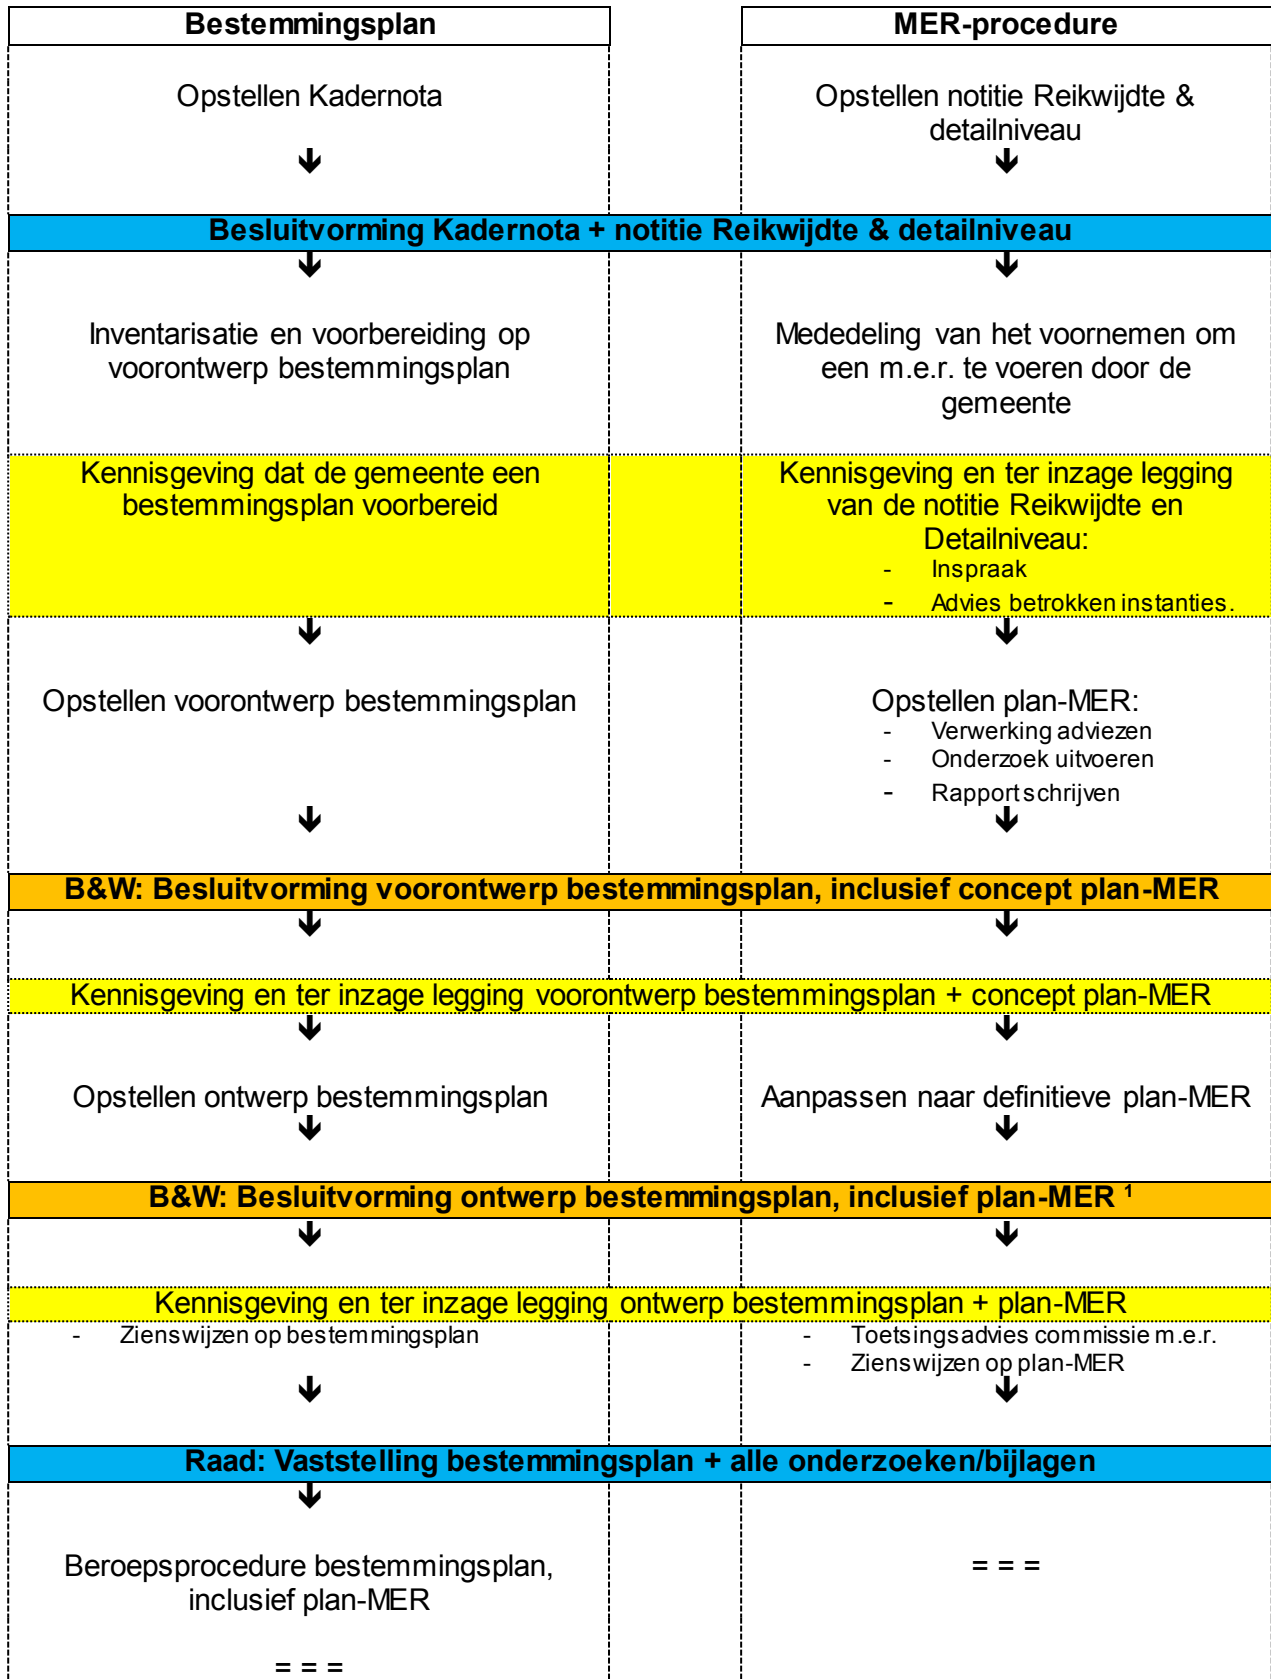 Bestemmingsplan
MER-procedure
Opstellen Kadernota
Opstellen notitie Reikwijdte &
detailniveau
Besluitvorming Kadernota + notitie Reikwijdte & detailniveau
Inventarisatie en voorbereiding op
voorontwerp bestemmingsplan
Mededeling van het voornemen om
een m.e.r. te voeren door de
gemeente
Kennisgeving dat de gemeente een
bestemmingsplan voorbereid
Kennisgeving en ter inzage legging
van de notitie Reikwijdte en
Detailniveau:
- Inspraak
- Advies betrokken instanties.
Opstellen voorontwerp bestemmingsplan
Opstellen plan-MER:
- Verwerking adviezen
- Onderzoek uitvoeren
- Rapport schrijven
B&W: Besluitvorming voorontwerp bestemmingsplan, inclusief concept plan-MER
Kennisgeving en ter inzage legging voorontwerp bestemmingsplan + concept plan-MER
Opstellen ontwerp bestemmingsplan
Aanpassen naar definitieve plan-MER
B&W: Besluitvorming ontwerp bestemmingsplan, inclusief plan-MER ¹
Kennisgeving en ter inzage legging ontwerp bestemmingsplan + plan-MER
- Zienswijzen op bestemmingsplan
- Toetsingsadvies commissie m.e.r.
- Zienswijzen op plan-MER
Raad: Vaststelling bestemmingsplan + alle onderzoeken/bijlagen
Beroepsprocedure bestemmingsplan,
inclusief plan-MER
= = =
= = =